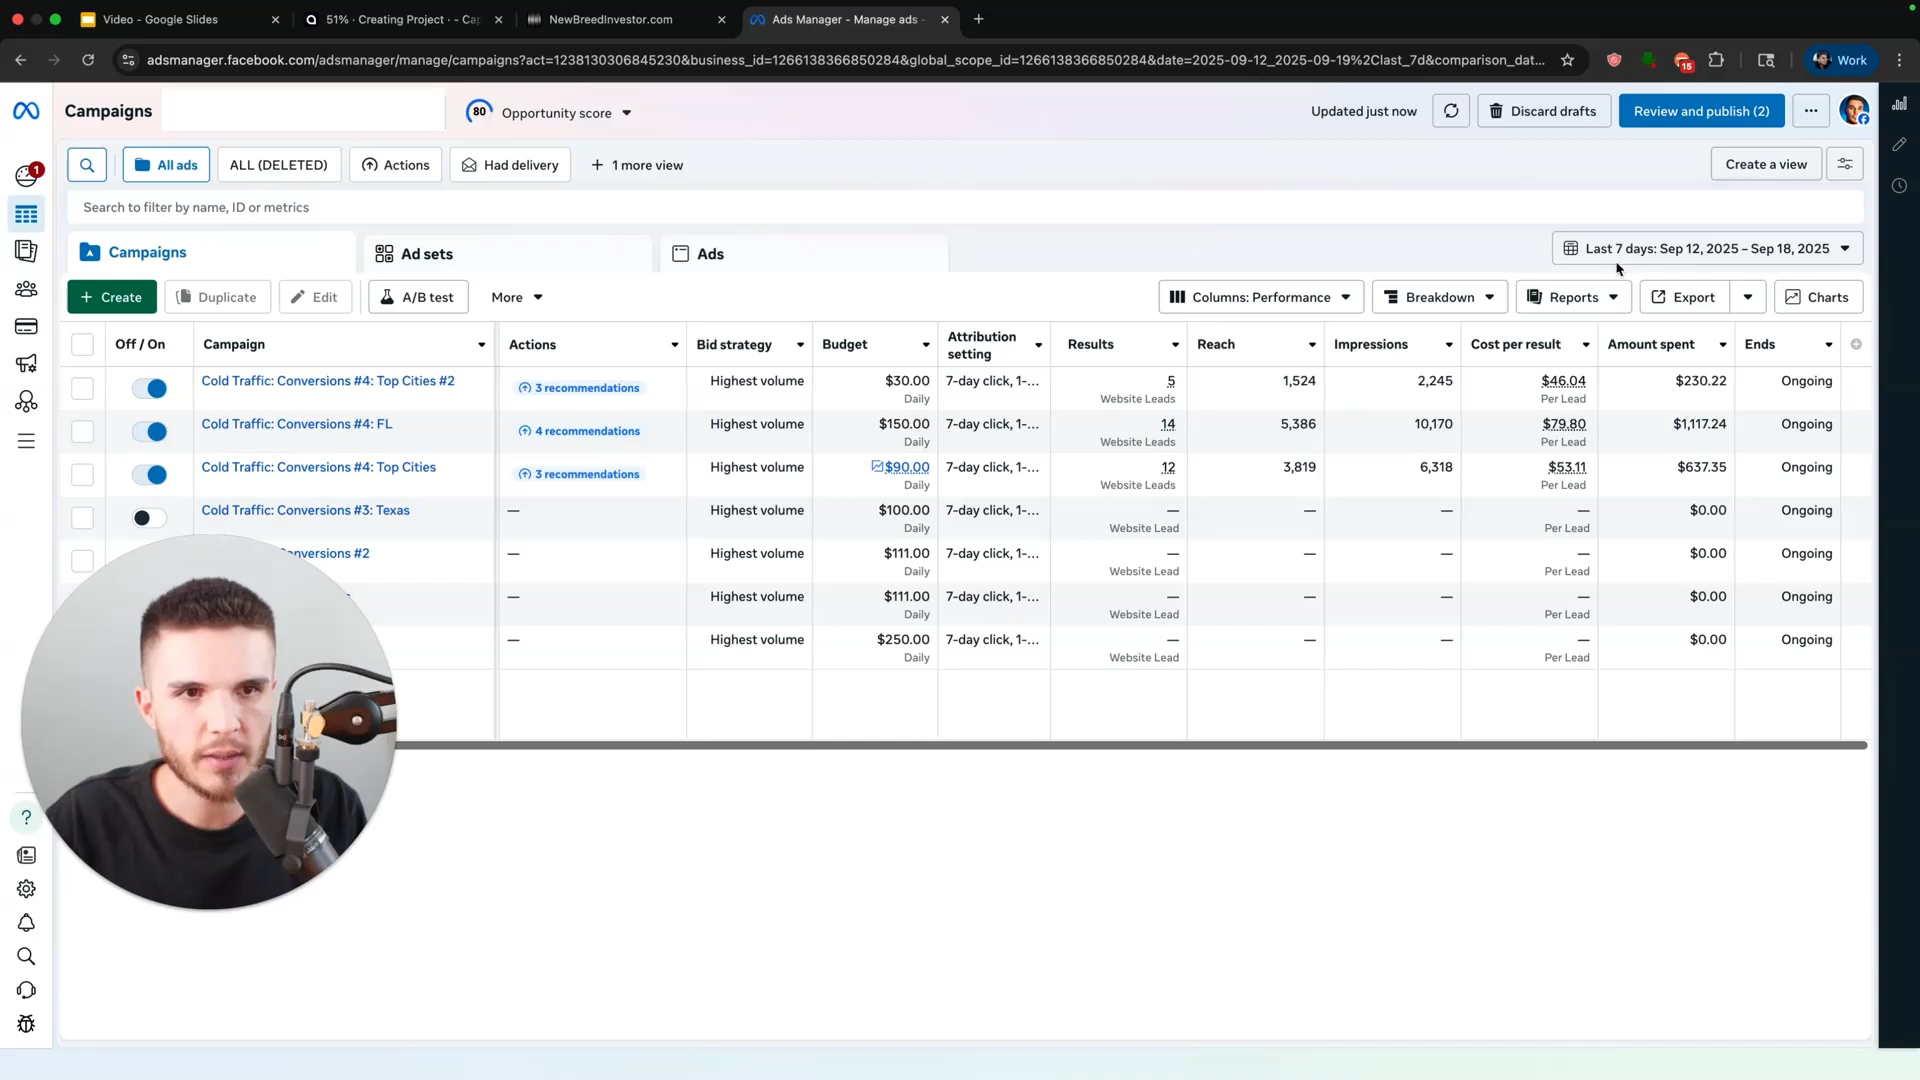 Video - Google Slides
51% · Creating Project · - Cap
NewBreedInvestor.com
Ads Manager - Manage ads -
adsmanager.facebook.com/adsmanager/manage/campaigns?act=1238130306845230&business_id=1266138366850284&global_scope_id=1266138366850284&date=2025-09-12_2025-09-19%2Clast_7d&comparison_dat...
15
Work
Campaigns
80
Opportunity score
Updated just now
Discard drafts
Review and publish (2)
1
All ads
ALL (DELETED)
Actions
Had delivery
+ 1 more view
Create a view
Search to filter by name, ID or metrics
Campaigns
Ad sets
Ads
Last 7 days: Sep 12, 2025 – Sep 18, 2025
+ Create
Duplicate
Edit
A/B test
More
Columns: Performance
Breakdown
Reports
Export
Charts
Off / On
Campaign
Actions
Bid strategy
Budget
Attribution setting
Results
Reach
Impressions
Cost per result
Amount spent
Ends
Cold Traffic: Conversions #4: Top Cities #2
3 recommendations
Highest volume
$30.00
Daily
7-day click, 1-...
5
Website Leads
1,524
2,245
$46.04
Per Lead
$230.22
Ongoing
Cold Traffic: Conversions #4: FL
4 recommendations
Highest volume
$150.00
Daily
7-day click, 1-...
14
Website Leads
5,386
10,170
$79.80
Per Lead
$1,117.24
Ongoing
Cold Traffic: Conversions #4: Top Cities
3 recommendations
Highest volume
$90.00
Daily
7-day click, 1-...
12
Website Leads
3,819
6,318
$53.11
Per Lead
$637.35
Ongoing
Cold Traffic: Conversions #3: Texas
—
Highest volume
$100.00
Daily
7-day click, 1-...
—
Website Lead
—
—
—
Per Lead
$0.00
Ongoing
Conversions #2
—
Highest volume
$111.00
Daily
7-day click, 1-...
—
Website Lead
—
—
—
Per Lead
$0.00
Ongoing
—
Highest volume
$111.00
Daily
7-day click, 1-...
—
Website Lead
—
—
—
Per Lead
$0.00
Ongoing
—
Highest volume
$250.00
Daily
7-day click, 1-...
—
Website Lead
—
—
—
Per Lead
$0.00
Ongoing
?